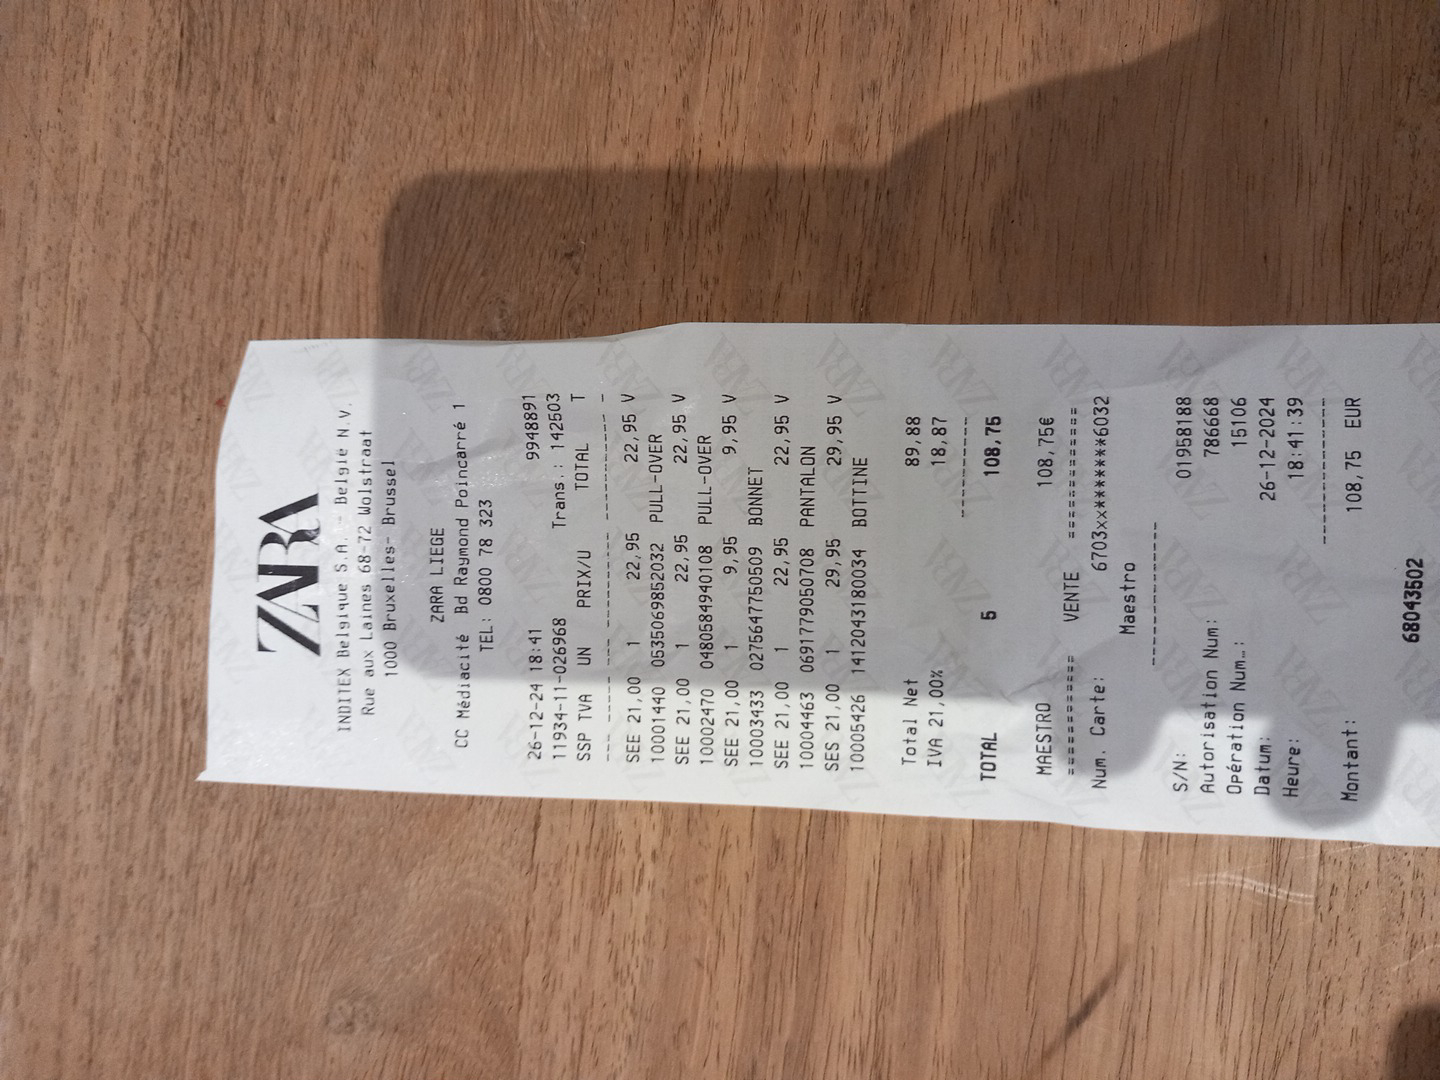 ZARA
INDITEX Belgique S.A. - Belgie N.V.
Rue aux Laines 68-72 Wolstraat
1000 Bruxelles- Brussel
ZARA LIEGE
CC Médiacité Bd Raymond Poincarré 1
TEL: 0800 78 323
26-12-24 18:41 9948891
11934-11-026968 Trans.: 142503
SSP TVA UN PRIX/U TOTAL T
SEE 21,00 1 22,95 22,95 V
10001440 05350698520​32 PULL-OVER
SEE 21,00 1 22,95 22,95 V
10002470 0480584940108 PULL-OVER
SEE 21,00 1 9,95 9,95 V
10003433 0275647750509 BONNET
SEE 21,00 1 22,95 22,95 V
10004463 0691779050708 PANTALON
SES 21,00 1 29,95 29,95 V
10005426 1412043180034 BOTTINE
Total Net 89,88
IVA 21,00% 18,87
----------
TOTAL 5 108,75
MAESTRO 108,75€
=========== VENTE ============
Num. Carte: 6703xx*********6032
Maestro
S/N: 01958188
Autorisation Num: 786668
Opération Num…: 15106
Datum: 26-12-2024
Heure: 18:41:39
Montant: 108,75 EUR
68043502